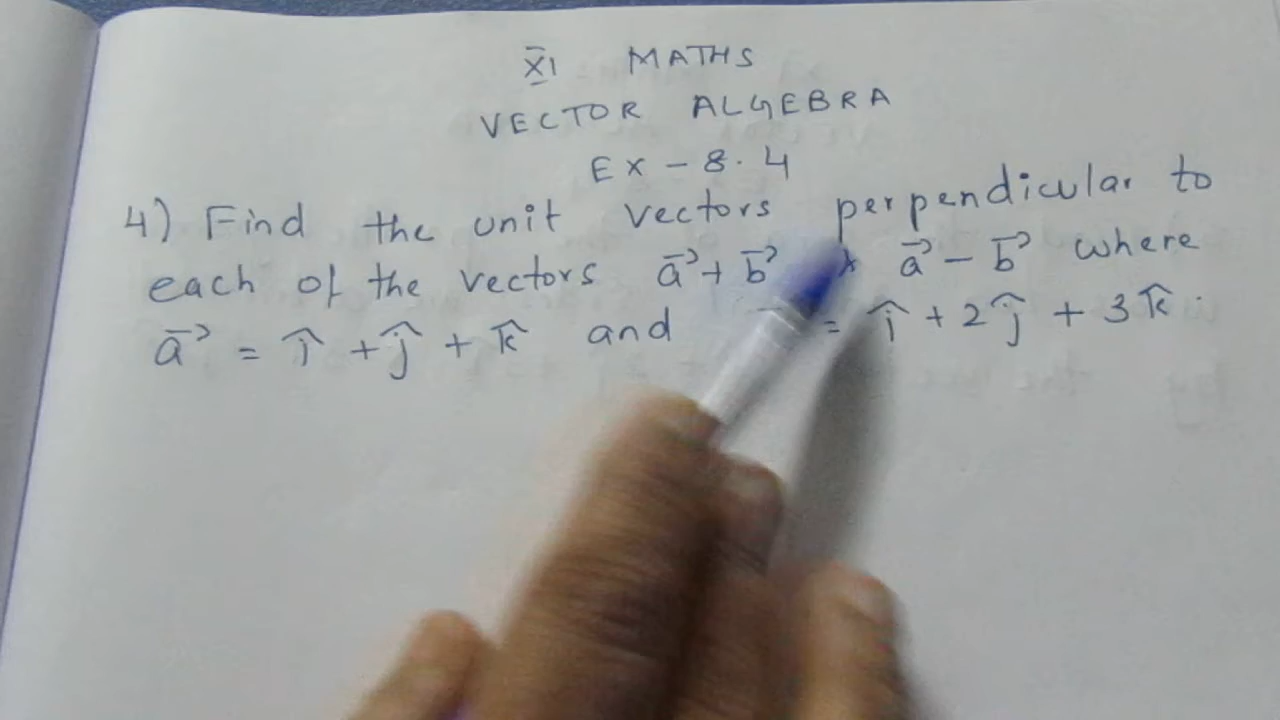 XI MATHS
VECTOR ALGEBRA
EX - 8.4
4) Find the unit vectors perpendicular to
each of the vectors a⃗ + b⃗ a⃗ - b⃗ where
a⃗ = î + ĵ + k̂ and = î + 2ĵ + 3k̂.